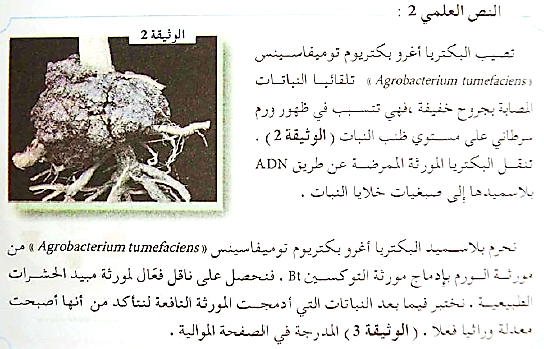 النص العلمي 2 :
الوثيقة 2
تصيب البكتريا أغرو بكتريوم توميفاسينس
« Agrobacterium tumefaciens » تلقائيا النباتات
المصابة بجروح خفيفة ،فهي تتسبب في ظهور ورم
سرطاني على مستوي ظنب النبات ( الوثيقة 2 ) .
تنقل البكتريا المورثة الممرضة عن طريق ADN
بلاسميدها إلى صبغيات خلايا النبات .
نحرم بلاسميد البكتريا أغرو بكتريوم توميفاسينس « Agrobacterium tumefaciens » من
مورثة الورم بإدماج مورثة التوكسين Bt . فنحصل على ناقل فعّال لمورثة مبيد الحشرات
الطبيعية . نختبر فيما بعد النباتات التي أدمجت المورثة النافعة لنتأكد من أنها أصبحت
معدلة وراثيا فعلا . ( الوثيقة 3 ) المدرجة في الصفحة الموالية .